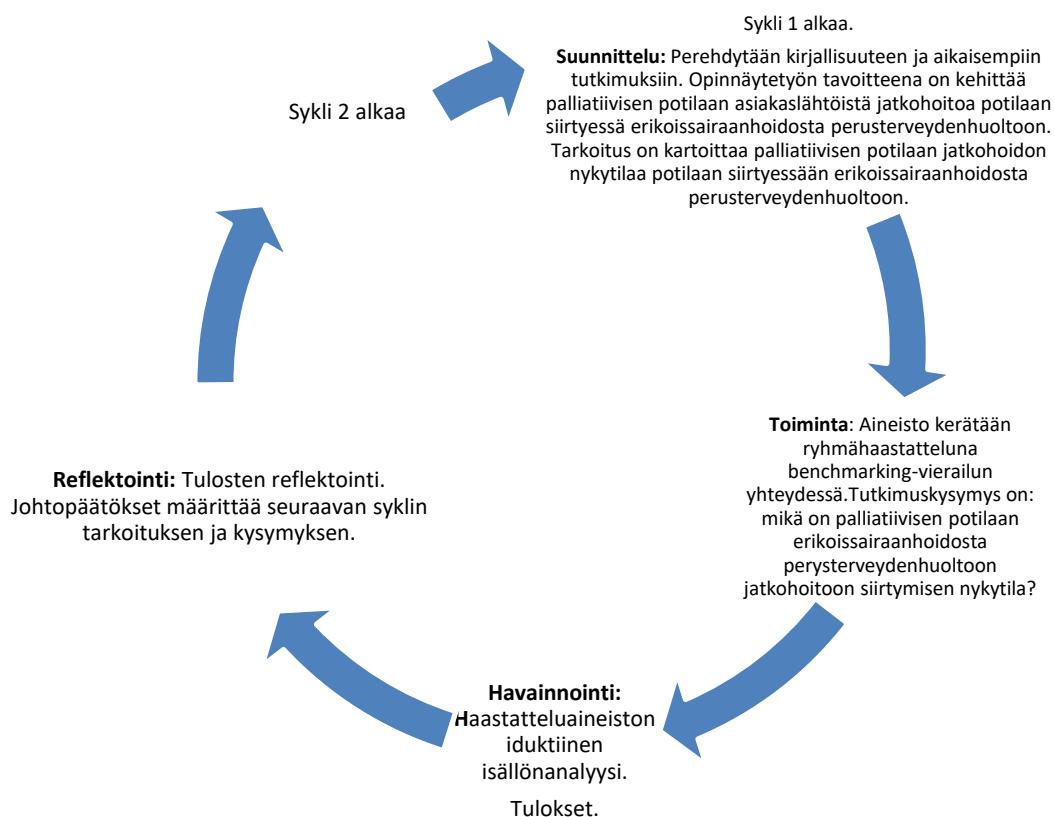 Sykli 1 alkaa.
Suunnittelu: Perehdytään kirjallisuuteen ja aikaisempiin
tutkimuksiin. Opinnäytetyön tavoitteena on kehittää
palliatiivisen potilaan asiakaslähtöistä jatkohoitoa potilaan
siirtyessä erikoissairaanhoidosta perusterveydenhuoltoon.
Tarkoitus on kartoittaa palliatiivisen potilaan jatkohoidon
nykytilaa potilaan siirtyessään erikoissairaanhoidosta
perusterveydenhuoltoon.
Toiminta: Aineisto kerätään
ryhmähaastatteluna
benchmarking-vierailun
yhteydessä.Tutkimuskysymys on:
mikä on palliatiivisen potilaan
erikoissairaanhoidosta
perysterveydenhuoltoon
jatkohoitoon siirtymisen nykytila?
Havainnointi:
Haastatteluaineiston
iduktiinen
isällönanalyysi.
Tulokset.
Reflektointi: Tulosten reflektointi.
Johtopäätökset määrittää seuraavan syklin
tarkoituksen ja kysymyksen.
Sykli 2 alkaa